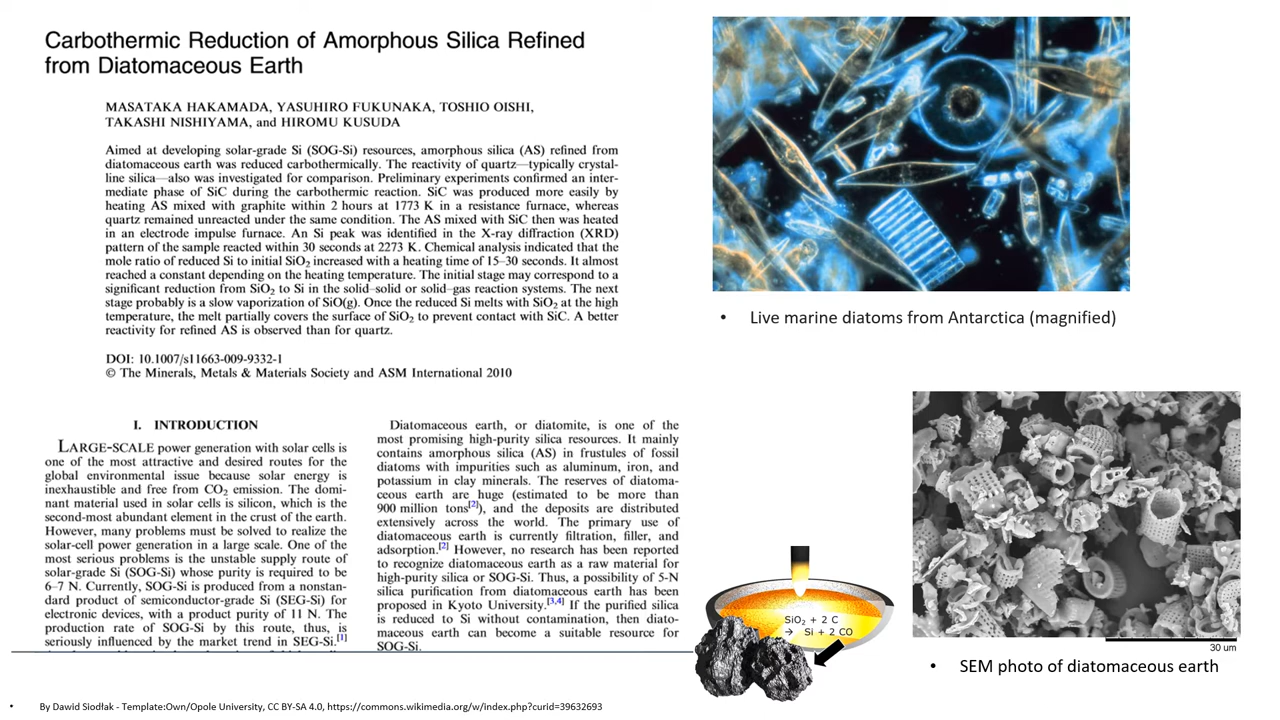 Carbothermic Reduction of Amorphous Silica Refined
from Diatomaceous Earth
MASATAKA HAKAMADA, YASUHIRO FUKUNAKA, TOSHIO OISHI,
TAKASHI NISHIYAMA, and HIROMU KUSUDA
Aimed at developing solar-grade Si (SOG-Si) resources, amorphous silica (AS) refined from
diatomaceous earth was reduced carbothermically. The reactivity of quartz—typically crystal-
line silica—also was investigated for comparison. Preliminary experiments confirmed an inter-
mediate phase of SiC during the carbothermic reaction. SiC was produced more easily by
heating AS mixed with graphite within 2 hours at 1773 K in a resistance furnace, whereas
quartz remained unreacted under the same condition. The AS mixed with SiC then was heated
in an electrode impulse furnace. An Si peak was identified in the X-ray diffraction (XRD)
pattern of the sample reacted within 30 seconds at 2273 K. Chemical analysis indicated that the
mole ratio of reduced Si to initial SiO2 increased with a heating time of 15–30 seconds. It almost
reached a constant depending on the heating temperature. The initial stage may correspond to a
significant reduction from SiO2 to Si in the solid–solid or solid–gas reaction systems. The next
stage probably is a slow vaporization of SiO(g). Once the reduced Si melts with SiO2 at the high
temperature, the melt partially covers the surface of SiO2 to prevent contact with SiC. A better
reactivity for refined AS is observed than for quartz.
DOI: 10.1007/s11663-009-9332-1
© The Minerals, Metals & Materials Society and ASM International 2010
I. INTRODUCTION
LARGE-SCALE power generation with solar cells is
one of the most attractive and desired routes for the
global environmental issue because solar energy is
inexhaustible and free from CO2 emission. The domi-
nant material used in solar cells is silicon, which is the
second-most abundant element in the crust of the earth.
However, many problems must be solved to realize the
solar-cell power generation in a large scale. One of the
most serious problems is the unstable supply route of
solar-grade Si (SOG-Si) whose purity is required to be
6–7 N. Currently, SOG-Si is produced from a nonstan-
dard product of semiconductor-grade Si (SEG-Si) for
electronic devices, with a product purity of 11 N. The
production rate of SOG-Si by this route, thus, is
seriously influenced by the market trend in SEG-Si.[1]
Diatomaceous earth, or diatomite, is one of the
most promising high-purity silica resources. It mainly
contains amorphous silica (AS) in frustules of fossil
diatoms with impurities such as aluminum, iron, and
potassium in clay minerals. The reserves of diatoma-
ceous earth are huge (estimated to be more than
900 million tons[2]), and the deposits are distributed
extensively across the world. The primary use of
diatomaceous earth is currently filtration, filler, and
adsorption.[2] However, no research has been reported
to recognize diatomaceous earth as a raw material for
high-purity silica or SOG-Si. Thus, a possibility of 5-N
silica purification from diatomaceous earth has been
proposed in Kyoto University.[3,4] If the purified silica
is reduced to Si without contamination, then diato-
maceous earth can become a suitable resource for
SOG-Si.
• Live marine diatoms from Antarctica (magnified)
SiO2 + 2 C
→ Si + 2 CO
30 um
• SEM photo of diatomaceous earth
• By Dawid Siodłak - Template:Own/Opole University, CC BY-SA 4.0, https://commons.wikimedia.org/w/index.php?curid=39632693